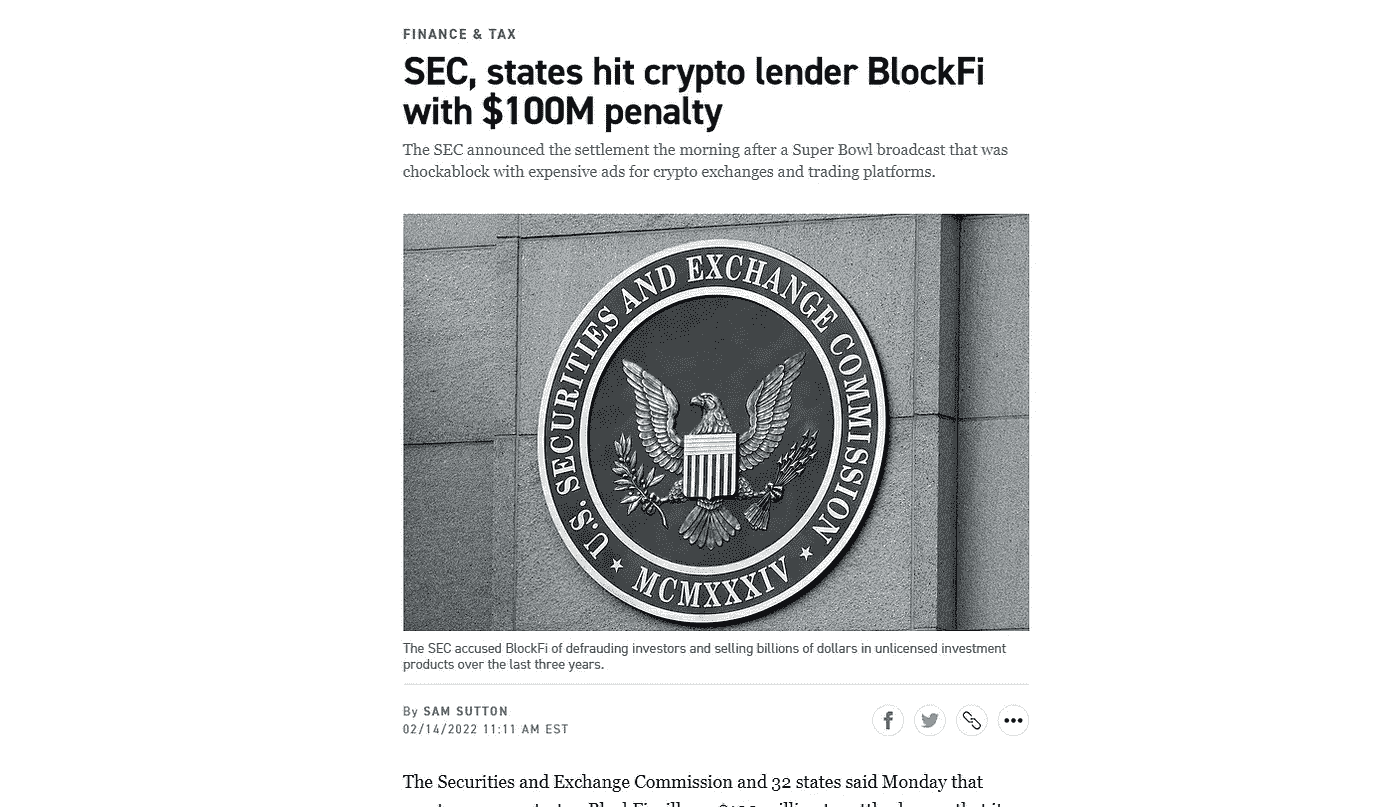 FINANCE & TAX
SEC, states hit crypto lender BlockFi
with $100M penalty
The SEC announced the settlement the morning after a Super Bowl broadcast that was
chockablock with expensive ads for crypto exchanges and trading platforms.
U.S. SECURITIES AND EXCHANGE COMMISSION
MCMXXXIV
The SEC accused BlockFi of defrauding investors and selling billions of dollars in unlicensed investment
products over the last three years.
By SAM SUTTON
02/14/2022 11:11 AM EST
The Securities and Exchange Commission and 32 states said Monday that